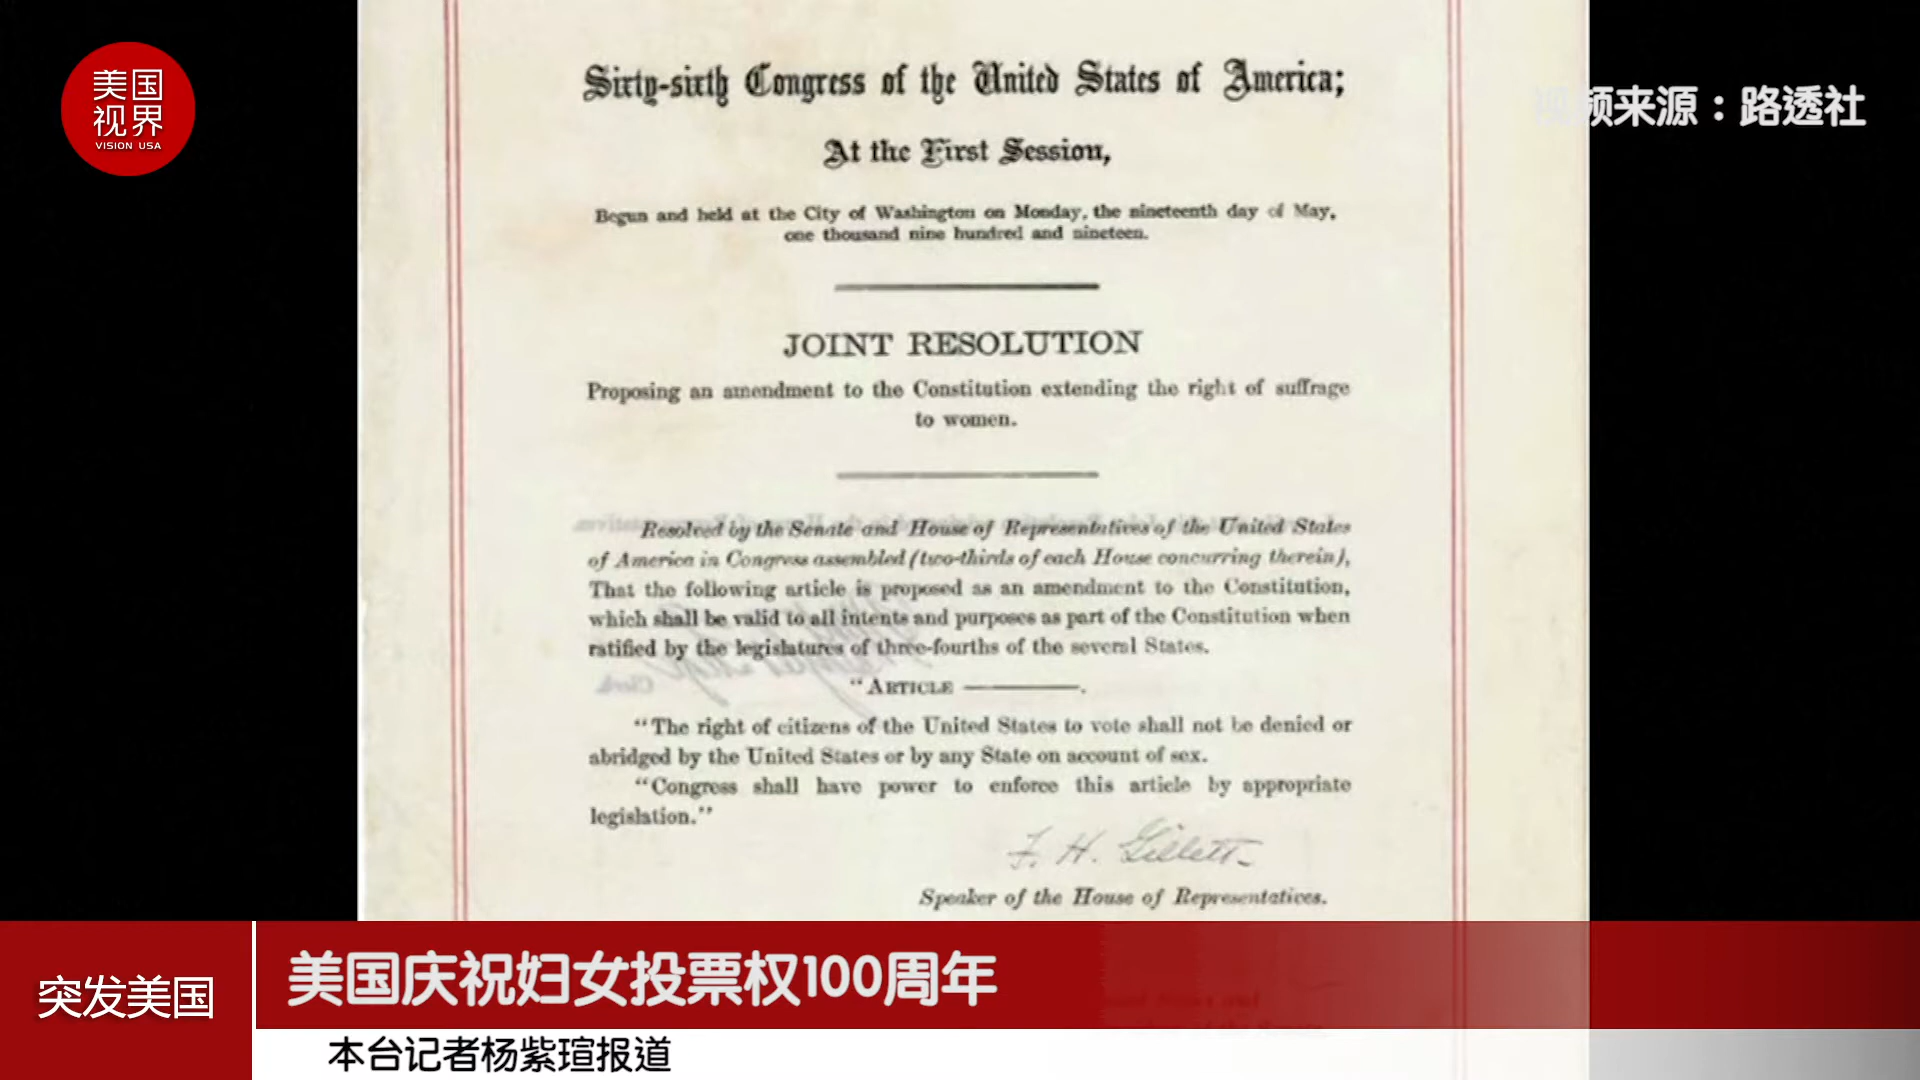 美国
视界
VISION USA
视频来源：路透社
Sixty-sixth Congress of the United States of America;
At the First Session,
Begun and held at the City of Washington on Monday, the nineteenth day of May,
one thousand nine hundred and nineteen.
JOINT RESOLUTION
Proposing an amendment to the Constitution extending the right of suffrage
to women.
Resolved by the Senate and House of Representatives of the United States
of America in Congress assembled (two-thirds of each House concurring therein),
That the following article is proposed as an amendment to the Constitution,
which shall be valid to all intents and purposes as part of the Constitution when
ratified by the legislatures of three-fourths of the several States.
“ARTICLE ———.
“The right of citizens of the United States to vote shall not be denied or
abridged by the United States or by any State on account of sex.
“Congress shall have power to enforce this article by appropriate
legislation.”
F. H. Gillett
Speaker of the House of Representatives.
突发美国
美国庆祝妇女投票权100周年
本台记者杨紫瑄报道